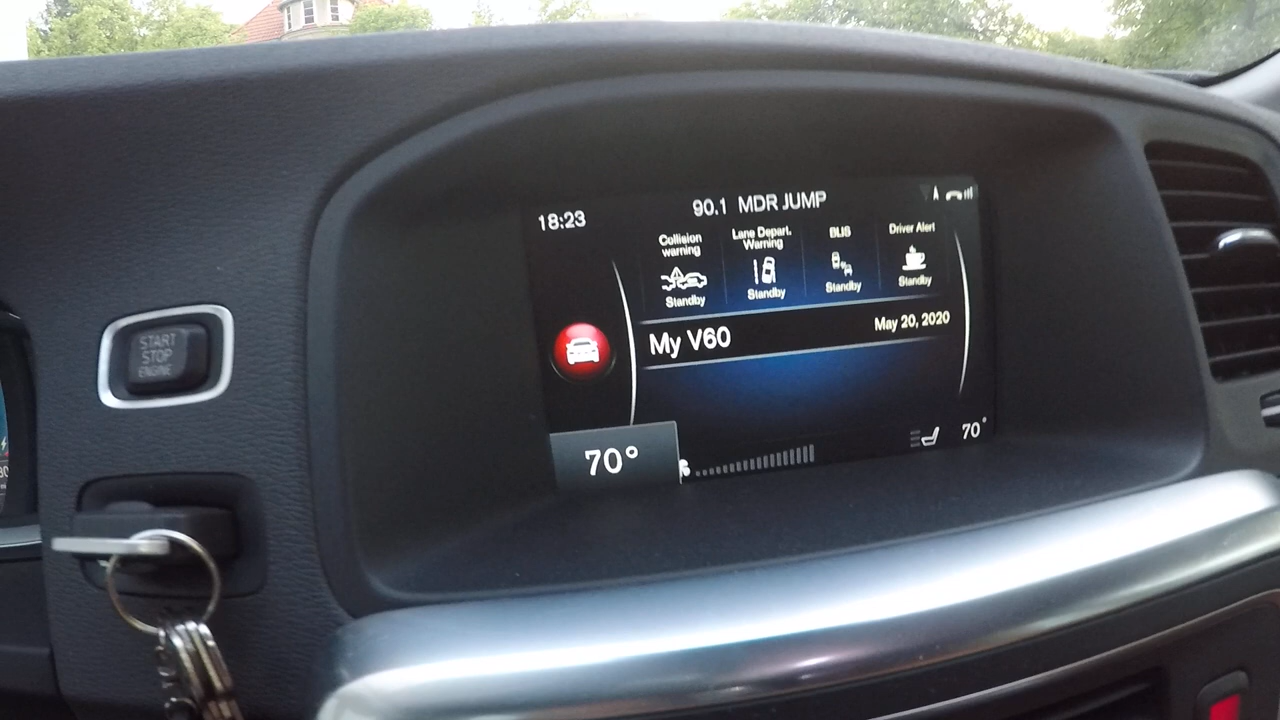 18:23
90.1 MDR JUMP
Collision
warning
Standby
Lane Depart.
Warning
Standby
BLIS
Standby
Driver Alert
Standby
My V60
May 20, 2020
70°
70°
START
STOP
ENGINE